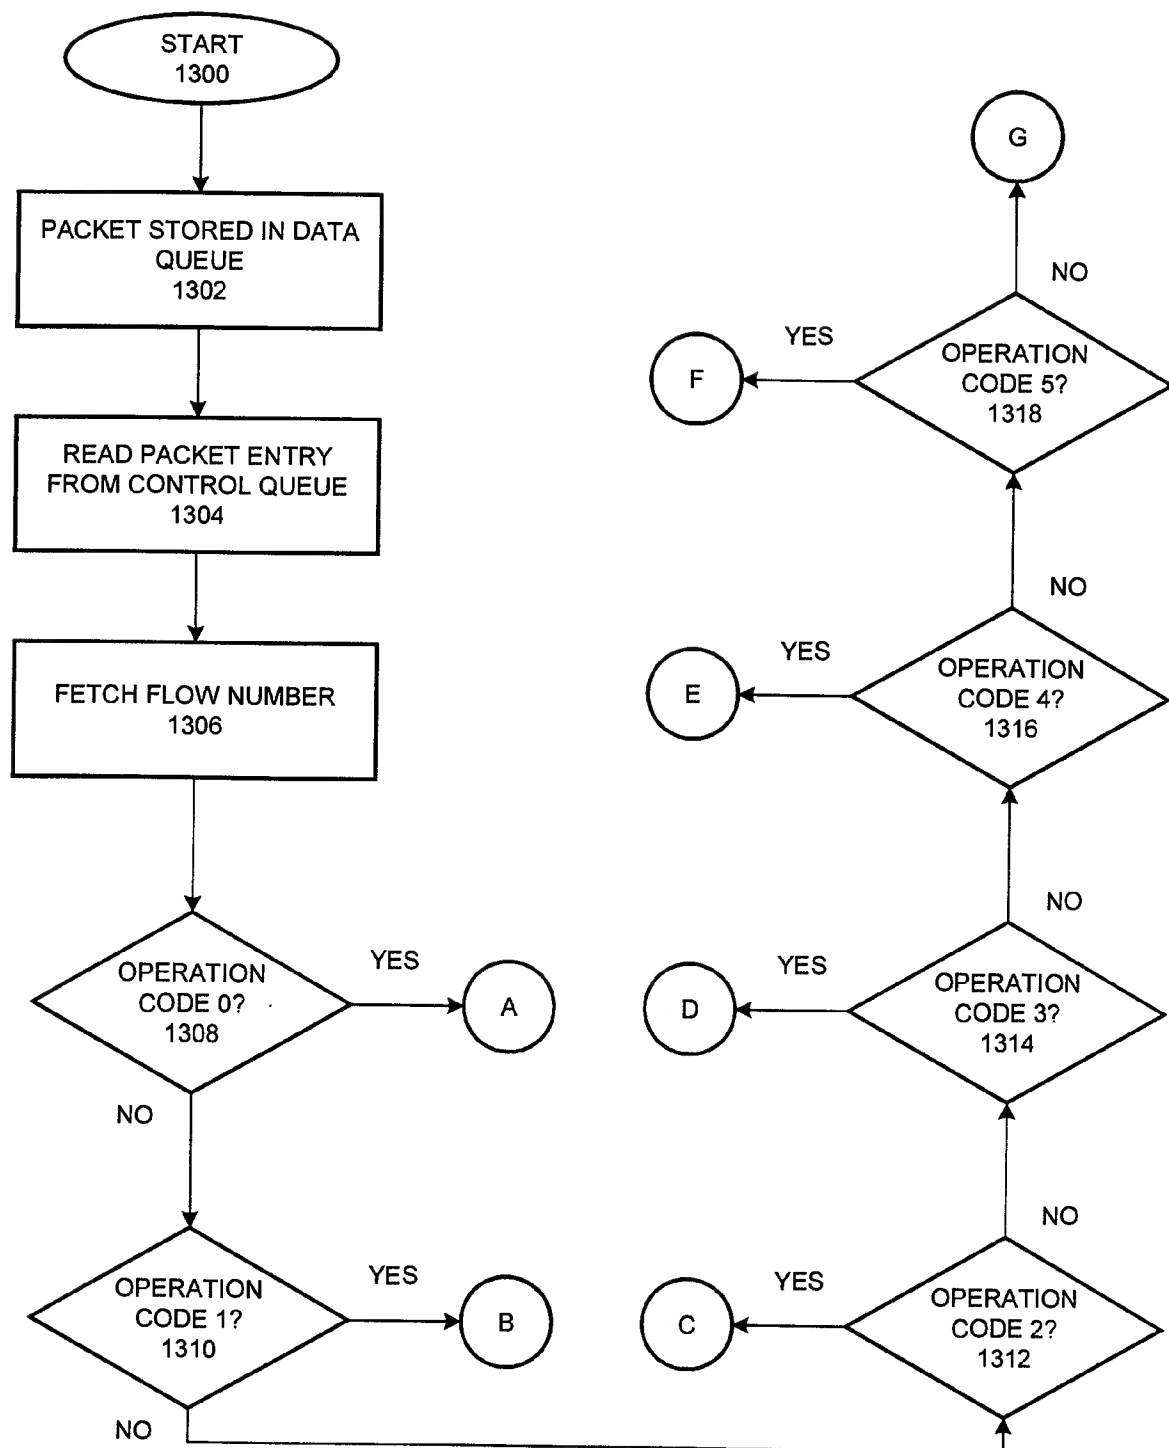 START
1300
PACKET STORED IN DATA
QUEUE
1302
READ PACKET ENTRY
FROM CONTROL QUEUE
1304
FETCH FLOW NUMBER
1306
OPERATION
CODE 0?
1308
YES
A
NO
OPERATION
CODE 1?
1310
YES
B
NO
OPERATION
CODE 2?
1312
YES
C
NO
OPERATION
CODE 3?
1314
YES
D
NO
OPERATION
CODE 4?
1316
YES
E
NO
OPERATION
CODE 5?
1318
YES
F
NO
G